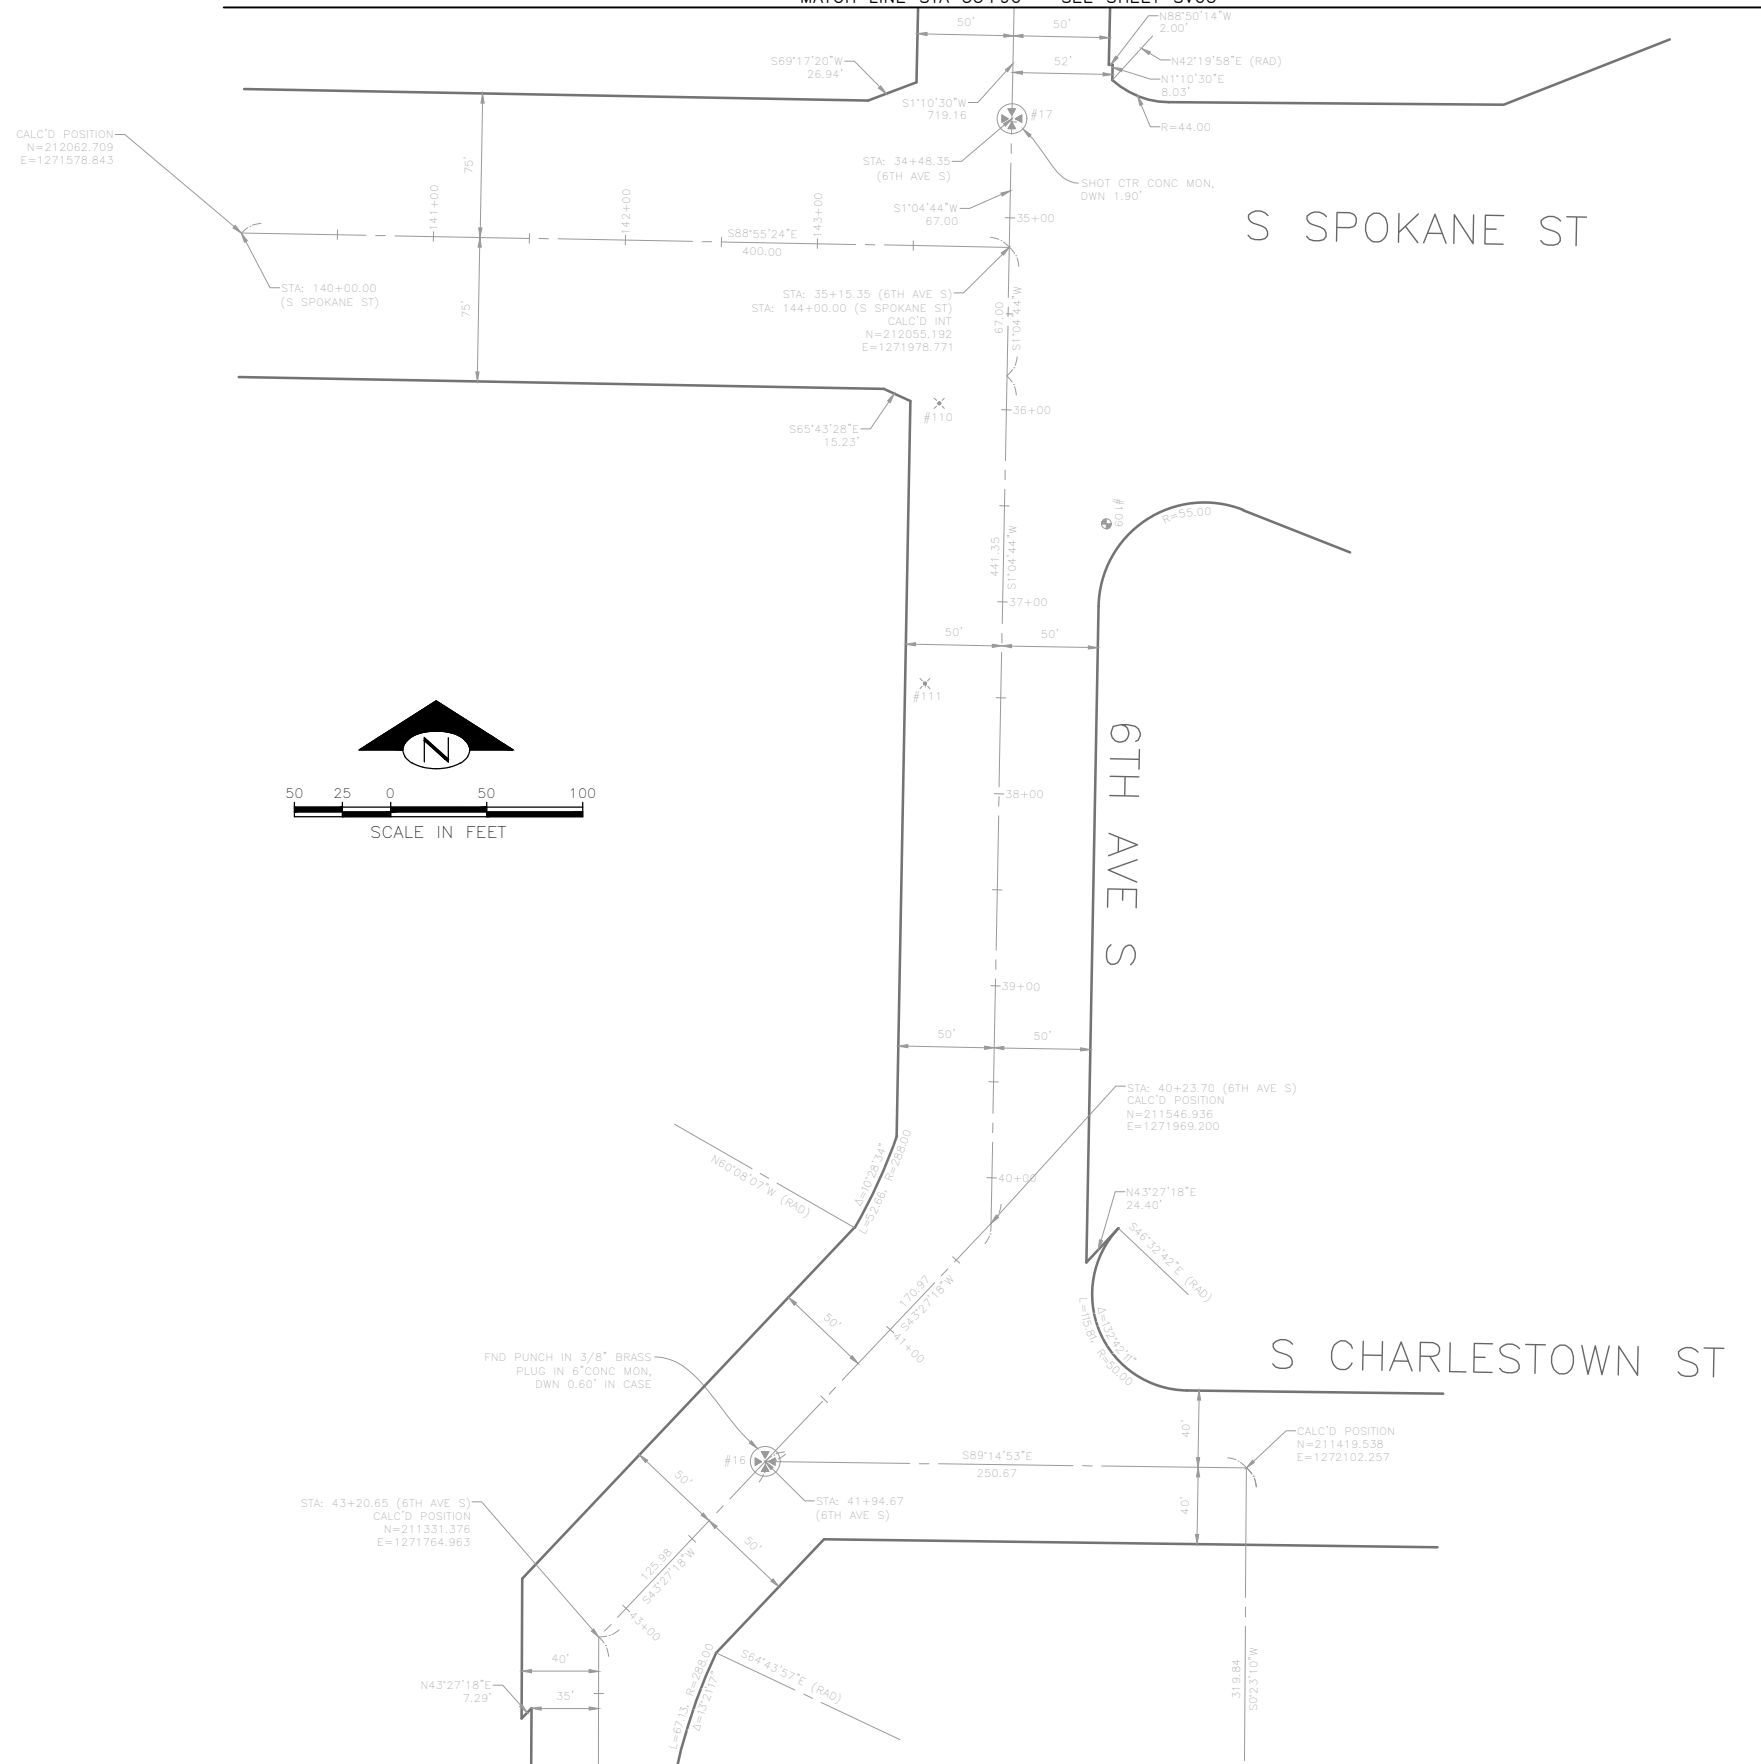 50'
50'
N88°50'14"W
2.00'
S69°17'20"W
26.94'
52'
N42°19'58"E (RAD)
N1°10'30"E
8.03'
S1°10'30"W
719.16
#17
R=44.00
CALC'D POSITION
N=212062.709
E=1271578.843
75'
STA: 34+48.35
(6TH AVE S)
SHOT CTR CONC MON,
DWN 1.90'
141+00
142+00
143+00
S1°04'44"W
67.00
35+00
S SPOKANE ST
S88°55'24"E
400.00
STA: 140+00.00
(S SPOKANE ST)
75'
STA: 35+15.35 (6TH AVE S)
STA: 144+00.00 (S SPOKANE ST)
CALC'D INT
N=212055.192
E=1271978.771
67.00
S1°04'44"W
#110
36+00
S65°43'28"E
15.23'
#109
R=55.00
441.35
S1°04'44"W
37+00
50'
50'
#111
6TH AVE S
N
50 25 0 50 100
SCALE IN FEET
38+00
39+00
50'
50'
STA: 40+23.70 (6TH AVE S)
CALC'D POSITION
N=211546.936
E=1271969.200
N60°08'07"W (RAD)
Δ=10°28'34"
L=52.66, R=288.00
40+00
N43°27'18"E
24.40'
S46°32'42"E (RAD)
170.97
S43°27'18"W
41+00
50'
Δ=132°42'11"
L=115.81, R=50.00
S CHARLESTOWN ST
FND PUNCH IN 3/8" BRASS
PLUG IN 6"CONC MON,
DWN 0.60' IN CASE
40'
CALC'D POSITION
N=211419.538
E=1272102.257
#16
S89°14'53"E
250.67
50'
40'
STA: 43+20.65 (6TH AVE S)
CALC'D POSITION
N=211331.376
E=1271764.963
STA: 41+94.67
(6TH AVE S)
50'
125.98
S43°27'18"W
43+00
40'
N43°27'18"E
7.29'
35'
L=67.13, R=288.00
Δ=13°21'17"
S64°43'57"E (RAD)
319.84
S0°23'10"W